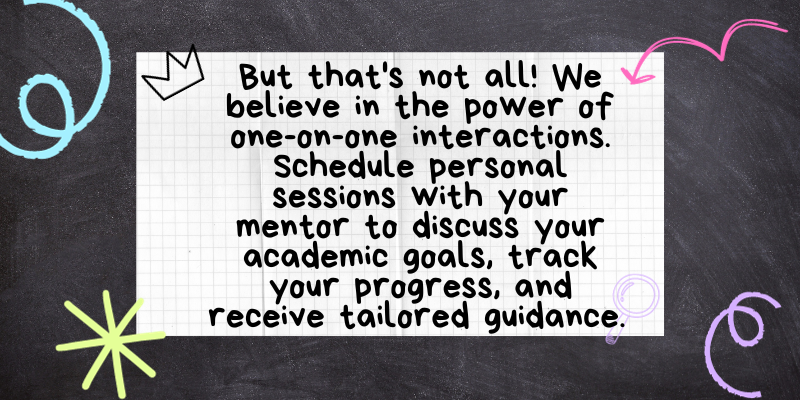 But that's not all! We
believe in the power of
one-on-one interactions.
Schedule personal
sessions with your
mentor to discuss your
academic goals, track
your progress, and
receive tailored guidance.